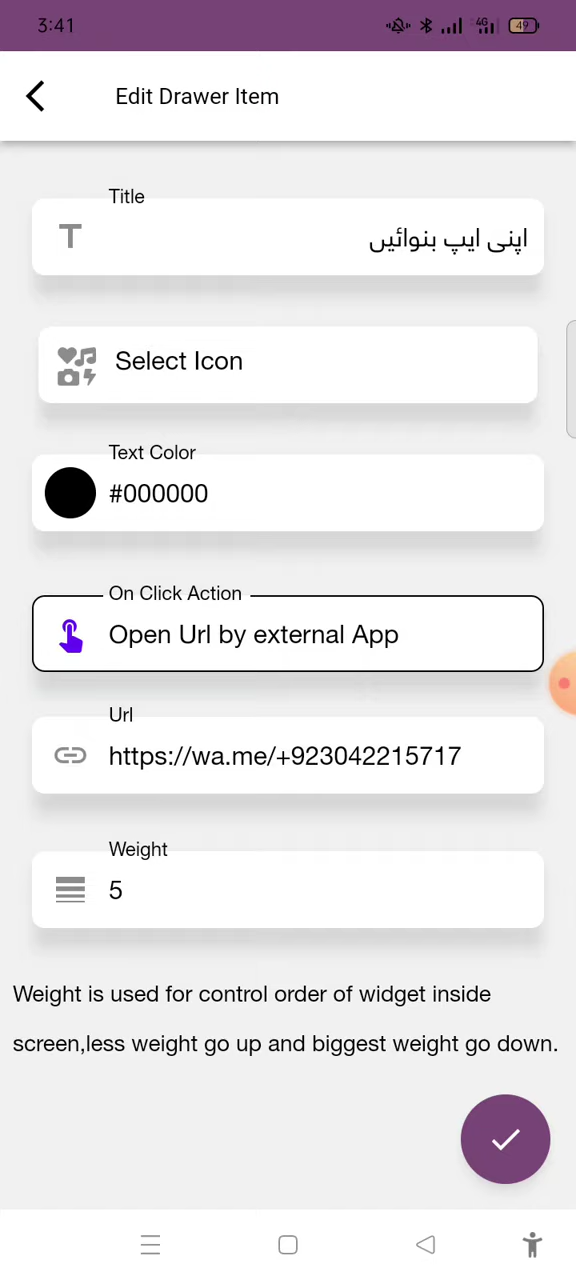 3:41
4G
49
Edit Drawer Item
Title
اپنی ایپ بنوائیں
Select Icon
Text Color
#000000
On Click Action
Open Url by external App
Url
https://wa.me/+923042215717
Weight
5
Weight is used for control order of widget inside
screen,less weight go up and biggest weight go down.